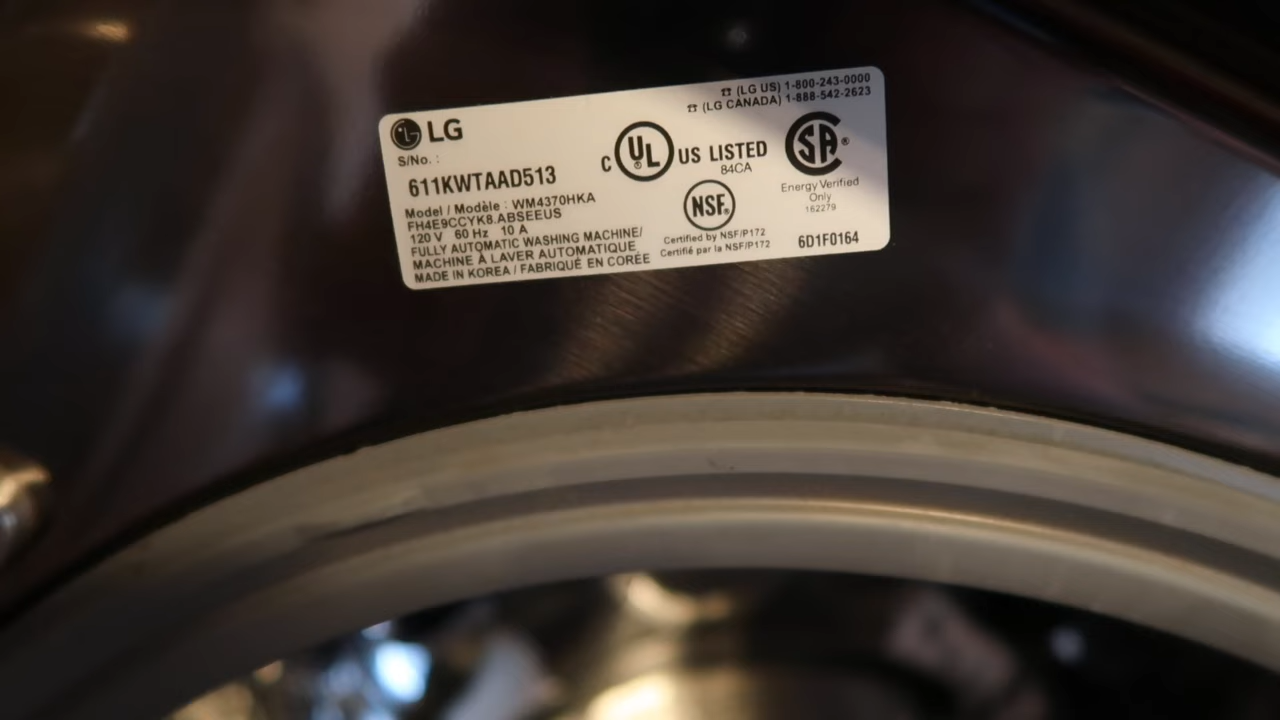 LG
S/No. :
611KWTAAD513
Model / Modèle : WM4370HKA
FH4E9CCYK8.ABSEEUS
120 V 60 Hz 10 A
FULLY AUTOMATIC WASHING MACHINE/
MACHINE À LAVER AUTOMATIQUE
MADE IN KOREA / FABRIQUÉ EN CORÉE
☎ (LG US) 1-800-243-0000
☎ (LG CANADA) 1-888-542-2623
C UL ® US LISTED
84CA
NSF®
Certified by NSF/P172
Certifié par la NSF/P172
SA ®
Energy Verified
Only
162279
6D1F0164